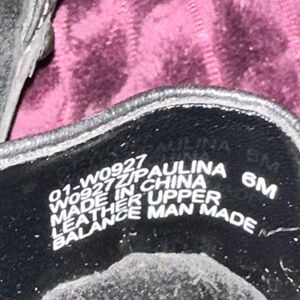 01-W0927
W0927Z/PAULINA 6M
MADE IN CHINA
LEATHER UPPER
BALANCE MAN MADE